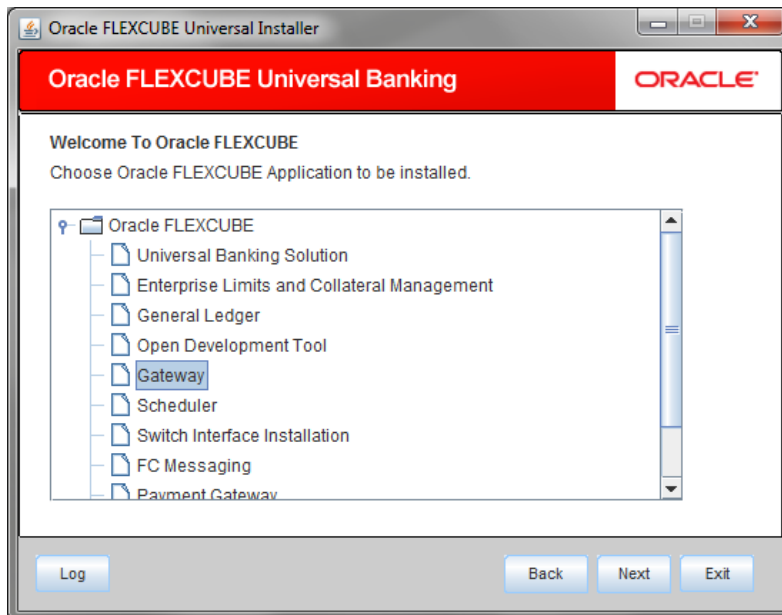 Oracle FLEXCUBE Universal Installer
Oracle FLEXCUBE Universal Banking
ORACLE
Welcome To Oracle FLEXCUBE
Choose Oracle FLEXCUBE Application to be installed.
Oracle FLEXCUBE
Universal Banking Solution
Enterprise Limits and Collateral Management
General Ledger
Open Development Tool
Gateway
Scheduler
Switch Interface Installation
FC Messaging
Payment Gateway
Log Back Next Exit